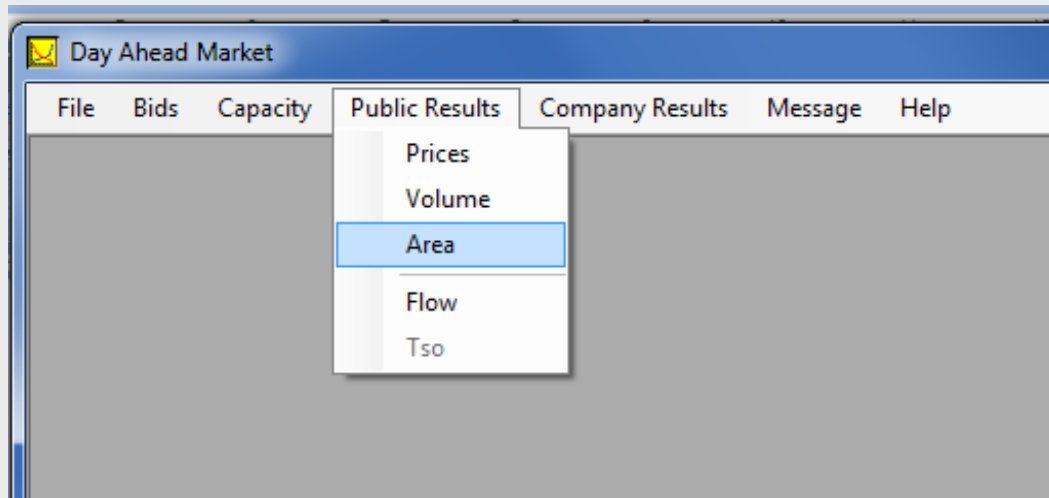 Day Ahead Market
File Bids Capacity Public Results Company Results Message Help
Prices
Volume
Area
Flow
Tso